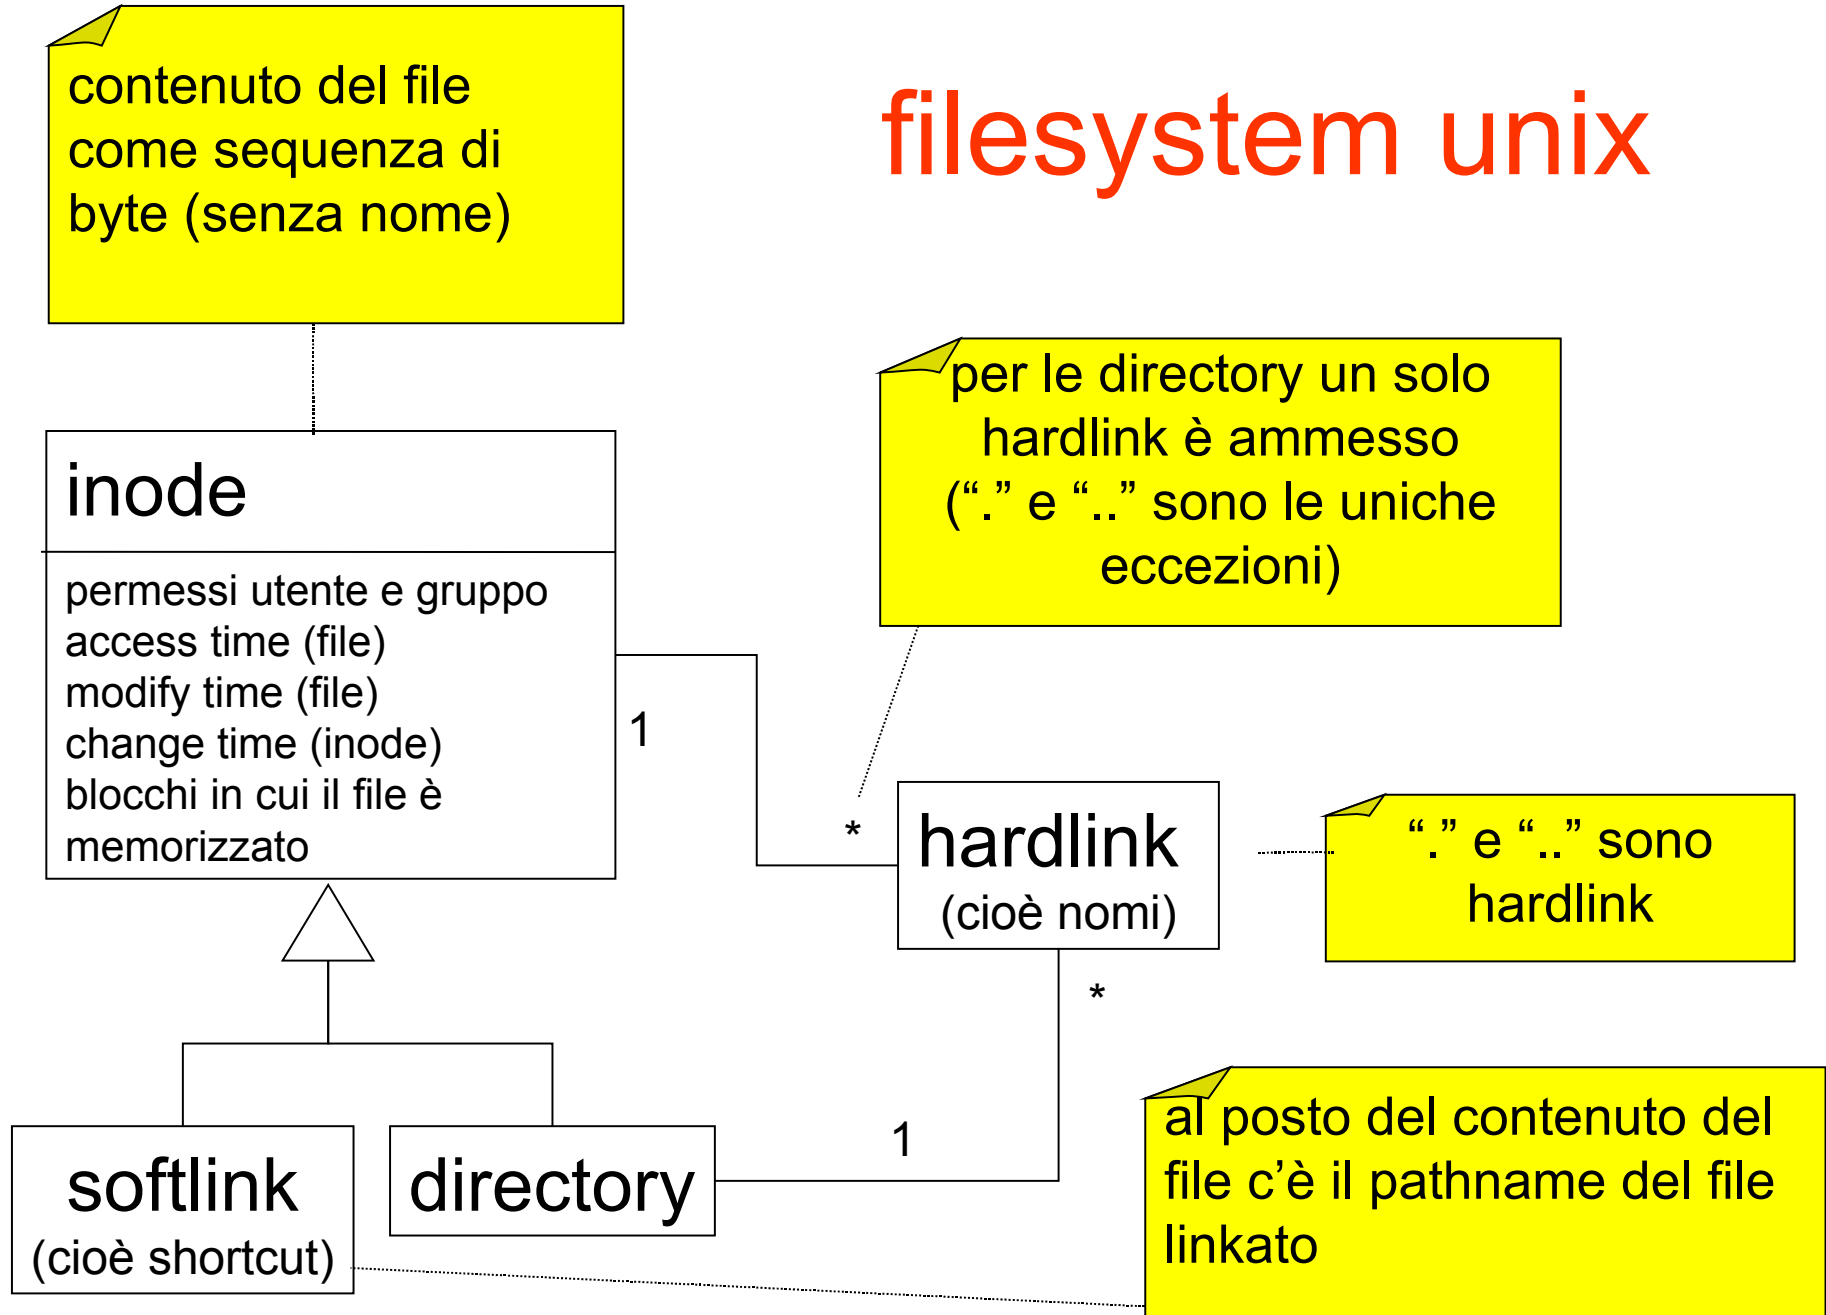 contenuto del file
come sequenza di
byte (senza nome)
filesystem unix
per le directory un solo
hardlink è ammesso
(“.” e “..” sono le uniche
eccezioni)
inode
permessi utente e gruppo
access time (file)
modify time (file)
change time (inode)
blocchi in cui il file è
memorizzato
1
*
hardlink
(cioè nomi)
“.” e “..” sono
hardlink
*
1
softlink
(cioè shortcut)
directory
al posto del contenuto del
file c’è il pathname del file
linkato